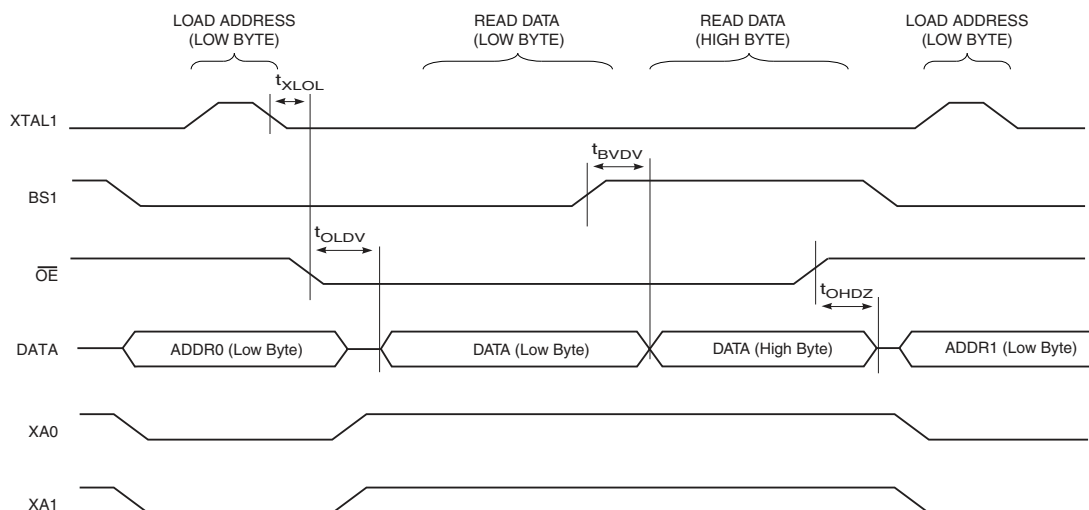 LOAD ADDRESS
(LOW BYTE)
READ DATA
(LOW BYTE)
READ DATA
(HIGH BYTE)
LOAD ADDRESS
(LOW BYTE)
tXLOL
XTAL1
tBVDV
BS1
tOLDV
OE
tOHDZ
DATA
ADDR0 (Low Byte)
DATA (Low Byte)
DATA (High Byte)
ADDR1 (Low Byte)
XA0
XA1